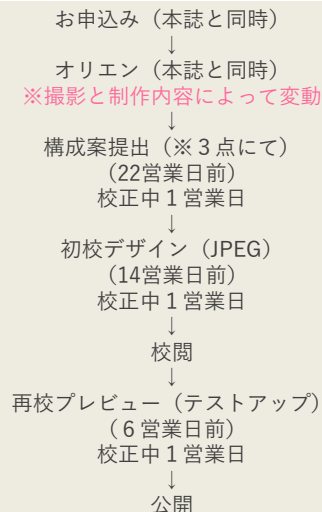 お申込み（本誌と同時）
↓
オリエン（本誌と同時）
※撮影と制作内容によって変動
↓
構成案提出（※３点にて）
（22営業日前）
校正中１営業日
↓
初校デザイン（JPEG）
（14営業日前）
校正中１営業日
↓
校閲
↓
再校プレビュー（テストアップ）
（６営業日前）
校正中１営業日
↓
公開